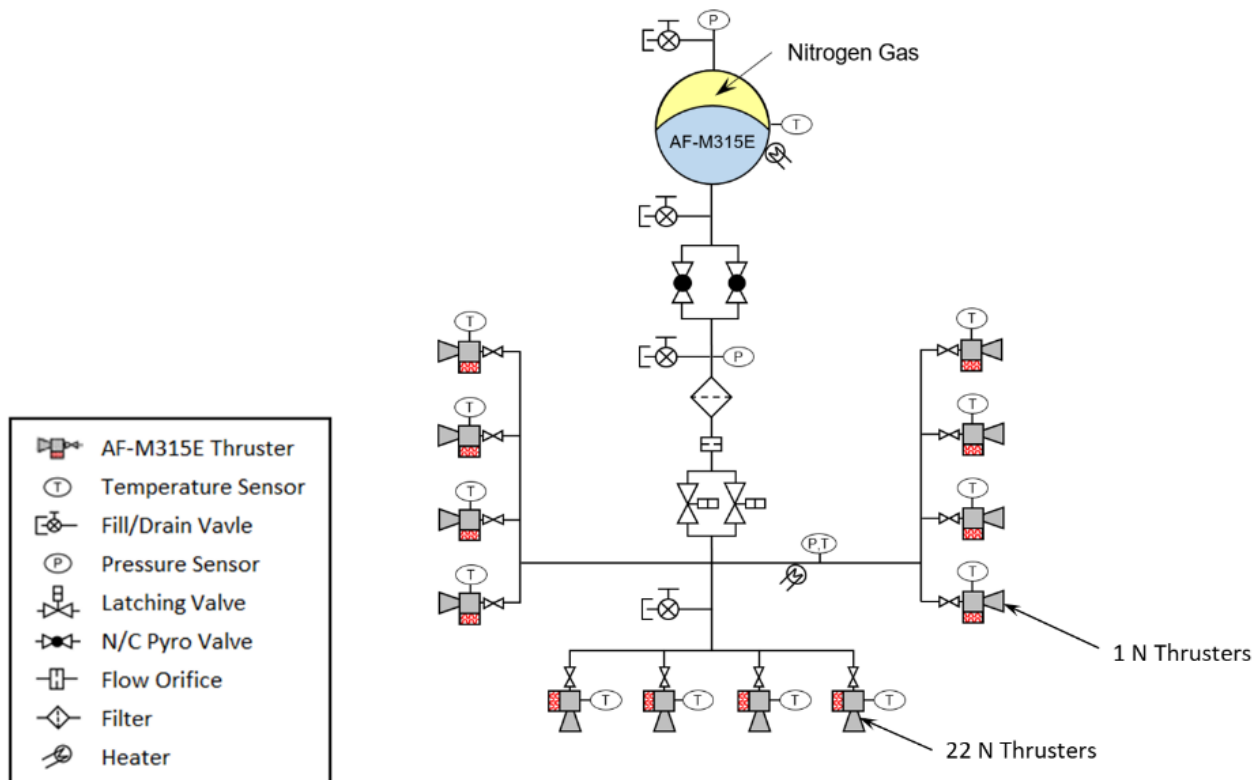 P
Nitrogen Gas
T
AF-M315E
T
T
T
T
P
T
T
T
T
P,T
T
T
1 N Thrusters
T
T
T
T
22 N Thrusters
AF-M315E Thruster
T Temperature Sensor
Fill/Drain Vavle
P Pressure Sensor
Latching Valve
N/C Pyro Valve
Flow Orifice
Filter
Heater